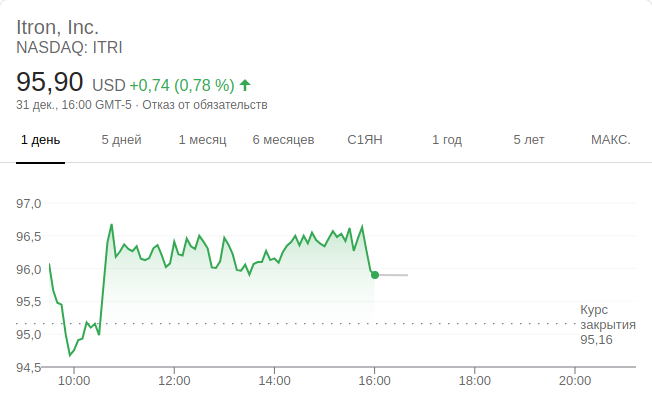 Itron, Inc.
NASDAQ: ITRI
95,90 USD +0,74 (0,78 %)
31 дек., 16:00 GMT-5 · Отказ от обязательств
1 день 5 дней 1 месяц 6 месяцев С1ЯН 1 год 5 лет МАКС.
97,0
96,5
96,0
95,5
Курс
закрытия
95,16
95,0
94,5
10:00 12:00 14:00 16:00 18:00 20:00